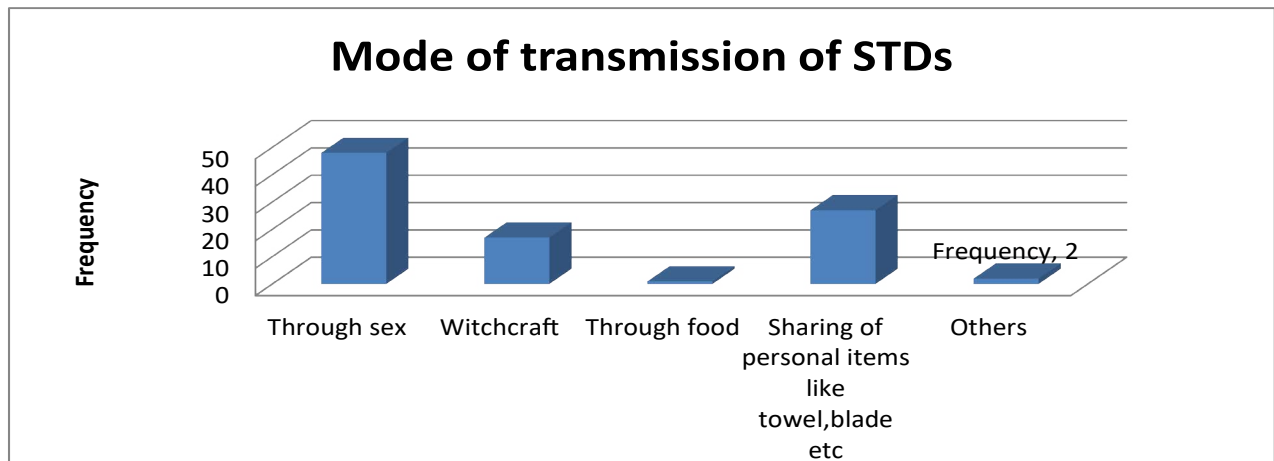 Mode of transmission of STDs
Frequency
50
40
30
20
10
0
Frequency, 2
Through sex
Witchcraft
Through food
Sharing of
personal items
like
towel,blade
etc
Others